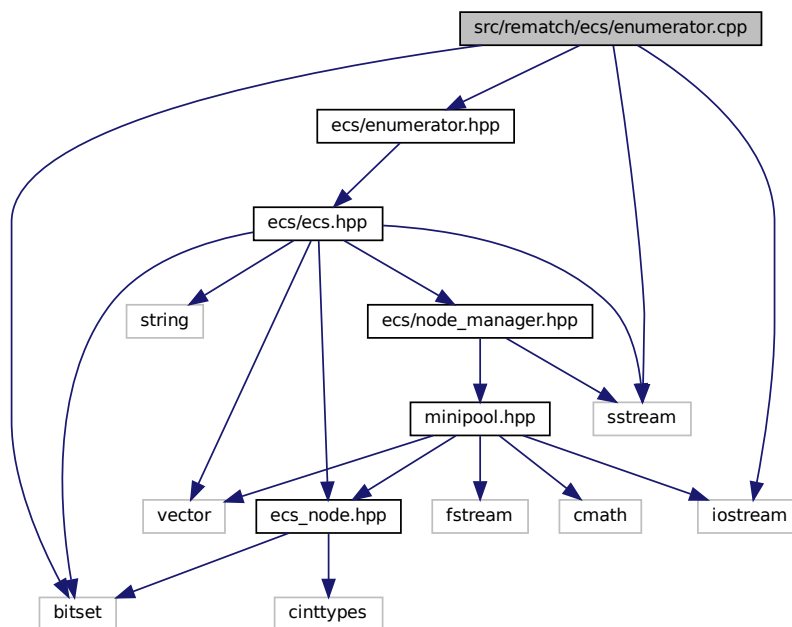 src/rematch/ecs/enumerator.cpp
ecs/enumerator.hpp
ecs/ecs.hpp
string
ecs/node_manager.hpp
minipool.hpp
sstream
vector
ecs_node.hpp
fstream
cmath
iostream
bitset
cinttypes